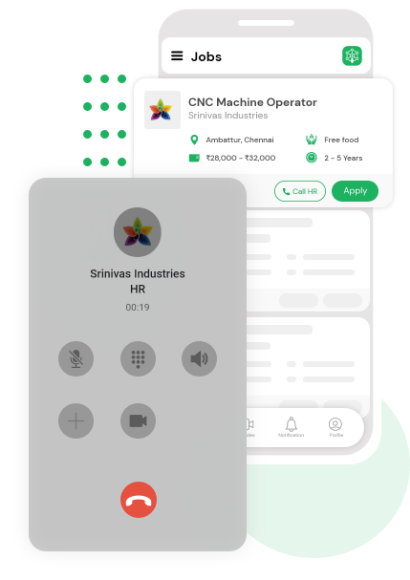 Jobs
CNC Machine Operator
Srinivas Industries
Ambattur, Chennai
Free food
₹28,000 - ₹32,000
2 - 5 Years
Call HR
Apply
Srinivas Industries
HR
00:19
Notification
Profile